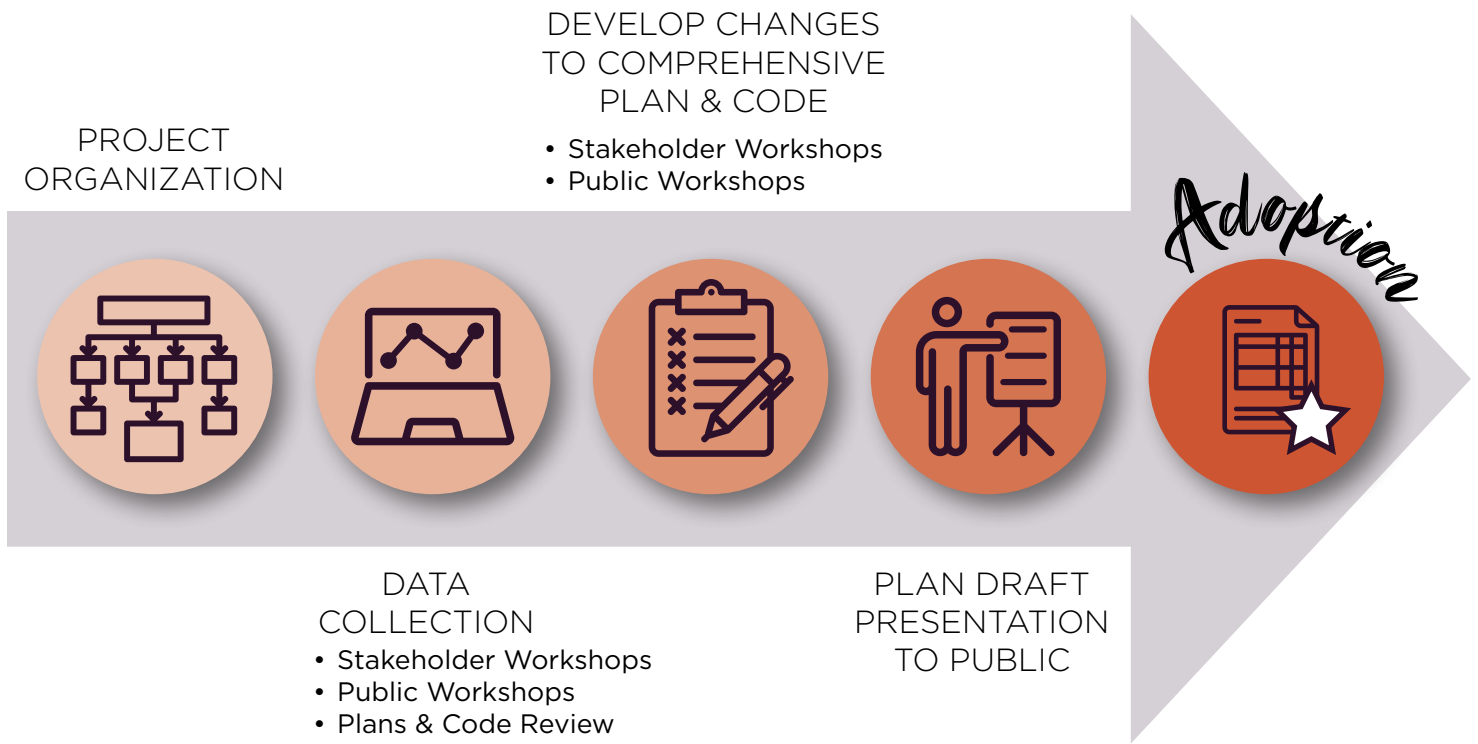 PROJECT
ORGANIZATION
DATA
COLLECTION
• Stakeholder Workshops
• Public Workshops
• Plans & Code Review
DEVELOP CHANGES
TO COMPREHENSIVE
PLAN & CODE
• Stakeholder Workshops
• Public Workshops
PLAN DRAFT
PRESENTATION
TO PUBLIC
Adoption